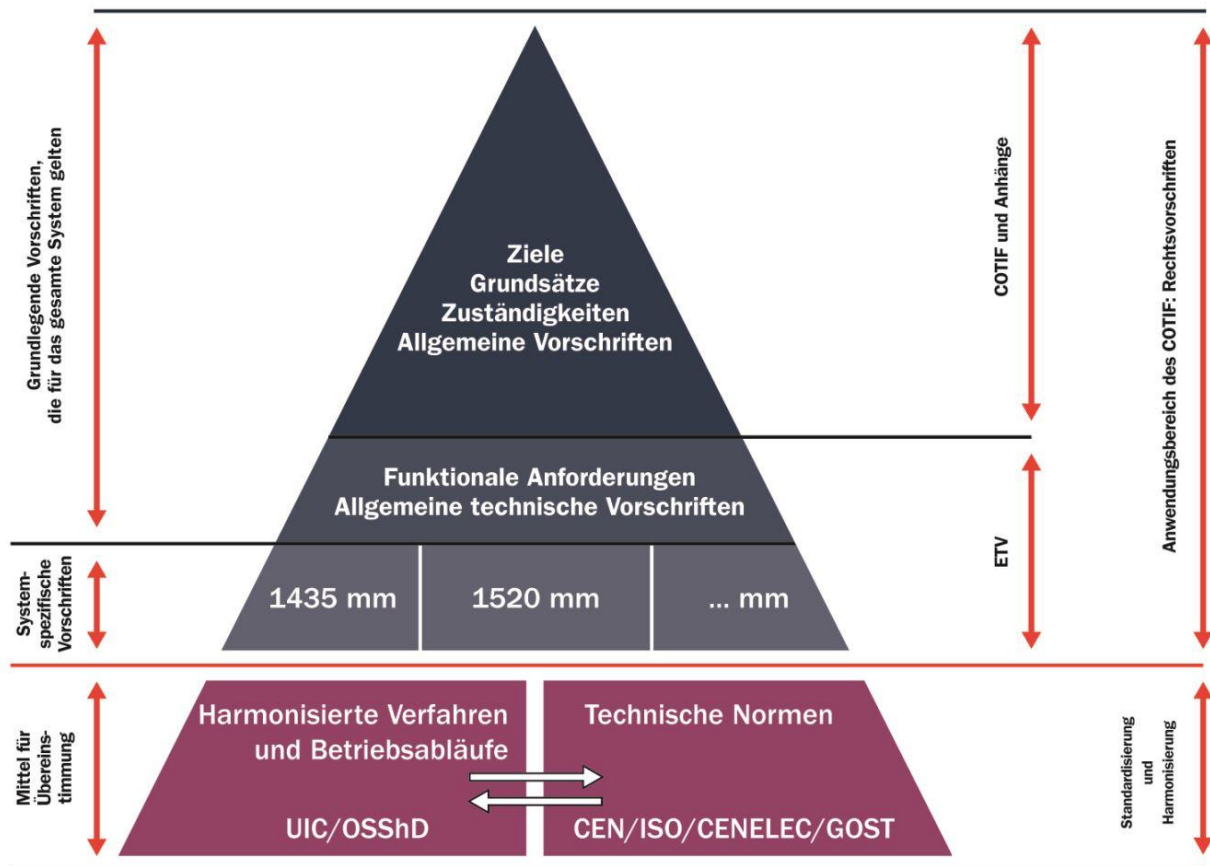 Grundlegende Vorschriften,
die für das gesamte System gelten
Ziele
Grundsätze
Zuständigkeiten
Allgemeine Vorschriften
COTIF und Anhänge
Anwendungsbereich des COTIF: Rechtsvorschriften
Funktionale Anforderungen
Allgemeine technische Vorschriften
ETV
System-
spezifische
Vorschriften
1435 mm
1520 mm
... mm
Mittel für
Übereins-
timmung
Harmonisierte Verfahren
und Betriebsabläufe
UIC/OSShD
Technische Normen
CEN/ISO/CENELEC/GOST
Standardisierung
und
Harmonisierung